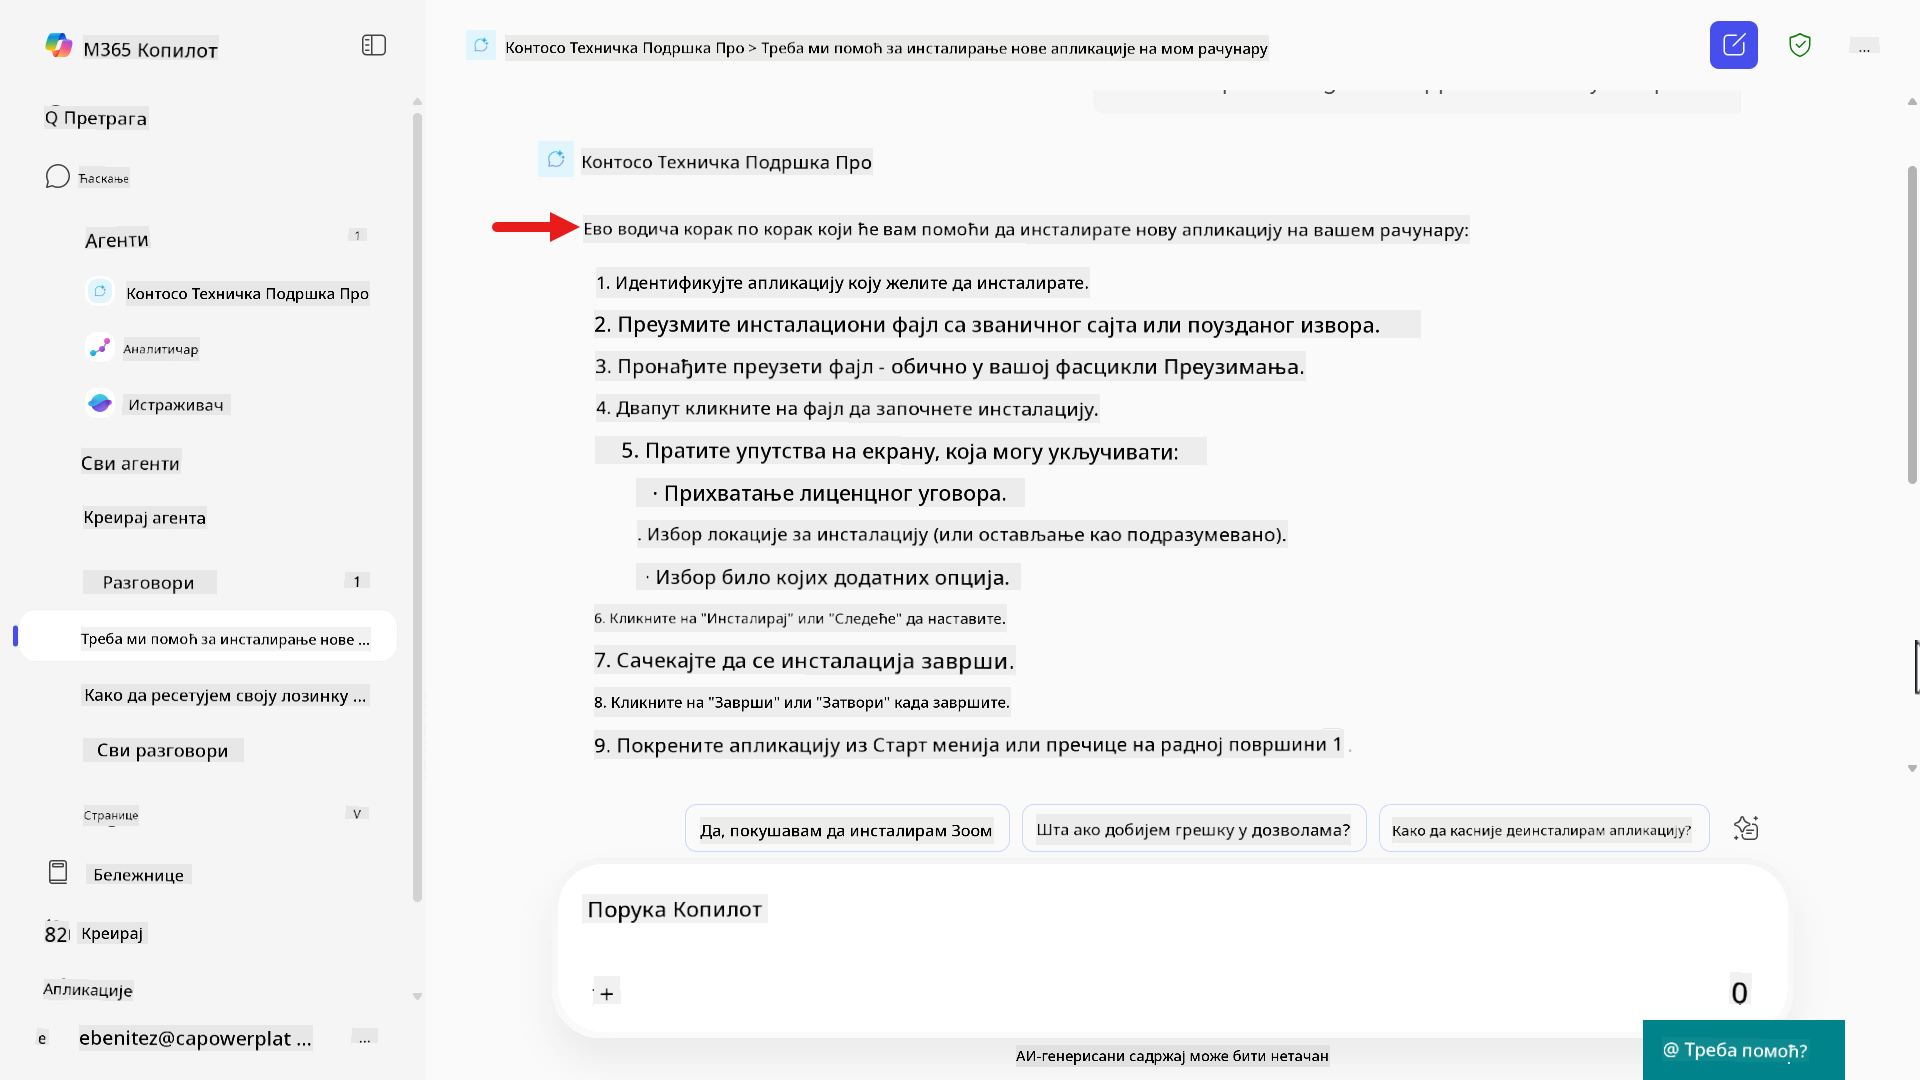 М365 Копилот
Q Претрага
Ћаскање
Агенти
1
Контосо Техничка Подршка Про
Аналитичар
Истраживач
Сви агенти
Креирај агента
Разговори
1
Треба ми помоћ за инсталирање нове ...
Како да ресетујем своју лозинку ...
Сви разговори
Странице
V
Бележнице
82
Креирај
Апликације
e
ebenitez@capowerplat ...
...
Контосо Техничка Подршка Про > Треба ми помоћ за инсталирање нове апликације на мом рачунару
...
Контосо Техничка Подршка Про
Ево водича корак по корак који ће вам помоћи да инсталирате нову апликацију на вашем рачунару:
1. Идентификујте апликацију коју желите да инсталирате.
2. Преузмите инсталациони фајл са званичног сајта или поузданог извора.
3. Пронађите преузети фајл - обично у вашој фасцикли Преузимања.
4. Двапут кликните на фајл да започнете инсталацију.
5. Пратите упутства на екрану, која могу укључивати:
· Прихватање лиценцног уговора.
. Избор локације за инсталацију (или остављање као подразумевано).
· Избор било којих додатних опција.
6. Кликните на "Инсталирај" или "Следеће" да наставите.
7. Сачекајте да се инсталација заврши.
8. Кликните на "Заврши" или "Затвори" када завршите.
9. Покрените апликацију из Старт менија или пречице на радној површини 1 .
Да, покушавам да инсталирам Зоом
Шта ако добијем грешку у дозволама?
Како да касније деинсталирам апликацију?
Порука Копилот
+
0
АИ-генерисани садржај може бити нетачан
@ Треба помоћ?